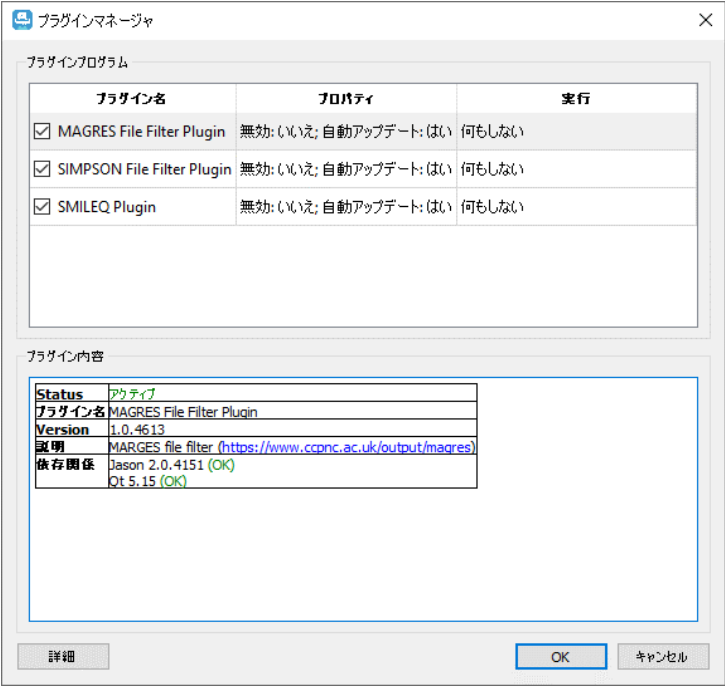 プラグインマネージャ
プラグインプログラム
プラグイン名 プロパティ 実行
MAGRES File Filter Plugin 無効: いいえ; 自動アップデート: はい 何もしない
SIMPSON File Filter Plugin 無効: いいえ; 自動アップデート: はい 何もしない
SMILEQ Plugin 無効: いいえ; 自動アップデート: はい 何もしない
プラグイン内容
Status アクティブ
プラグイン名 MAGRES File Filter Plugin
Version 1.0.4613
説明 MARGES file filter (https://www.ccpnc.ac.uk/output/magres)
依存関係 Jason 2.0.4151 (OK)
Qt 5.15 (OK)
詳細 OK キャンセル